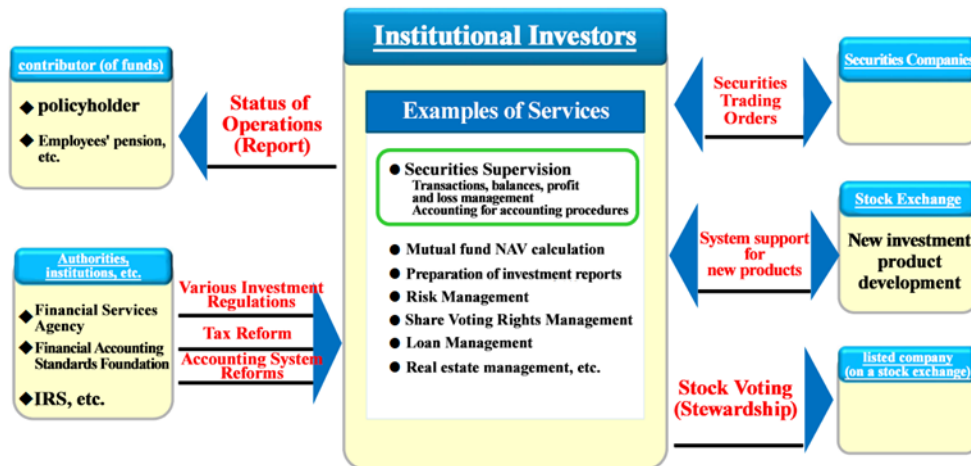 Institutional Investors
contributor (of funds)
◆ policyholder
◆ Employees' pension,
etc.
Status of
Operations
(Report)
Authorities,
institutions, etc.
◆ Financial Services
Agency
◆ Financial Accounting
Standards Foundation
◆ IRS, etc.
Various Investment
Regulations
Tax Reform
Accounting System
Reforms
Examples of Services
● Securities Supervision
Transactions, balances, profit
and loss management
Accounting for accounting procedures
● Mutual fund NAV calculation
● Preparation of investment reports
● Risk Management
● Share Voting Rights Management
● Loan Management
● Real estate management, etc.
Securities
Trading
Orders
Securities Companies
System support
for
new products
Stock Exchange
New investment
product
development
Stock Voting
(Stewardship)
listed company
(on a stock exchange)